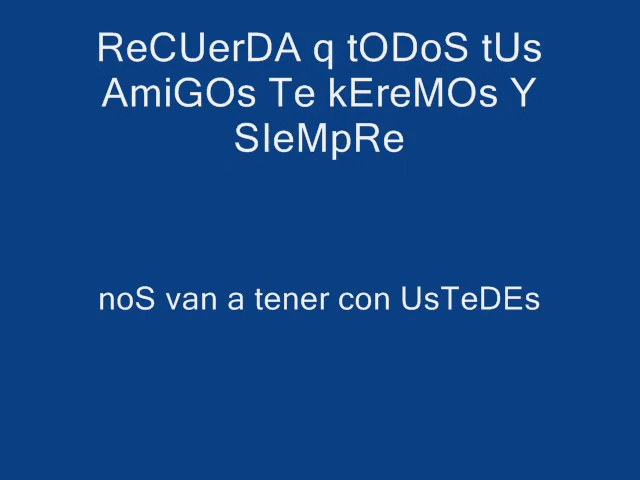 ReCUerDA q tODoS tUs
AmiGOs Te kEreMOs Y
SIeMpRe
noS van a tener con UsTeDEs